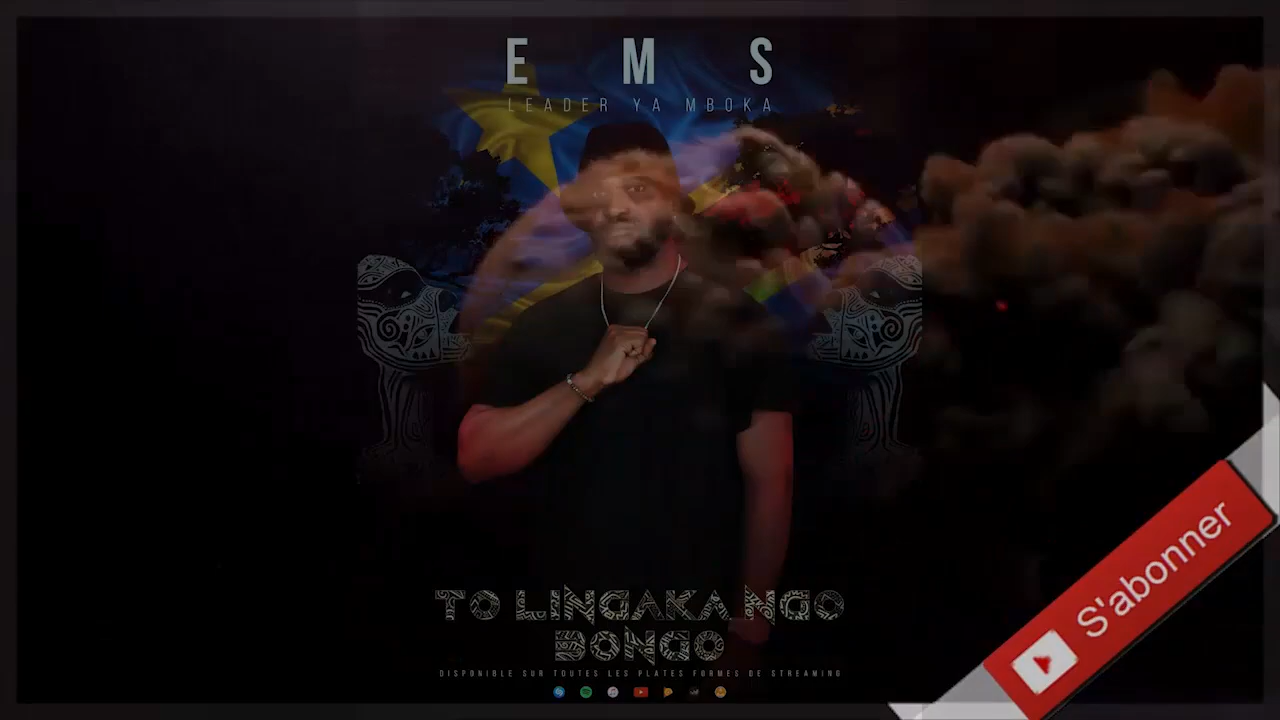 E M S
LEADER YA MBOKA
TO LINGAKA NGO
BONGO
DISPONIBLE SUR TOUTES LES PLATES FORMES DE STREAMING
S'abonner